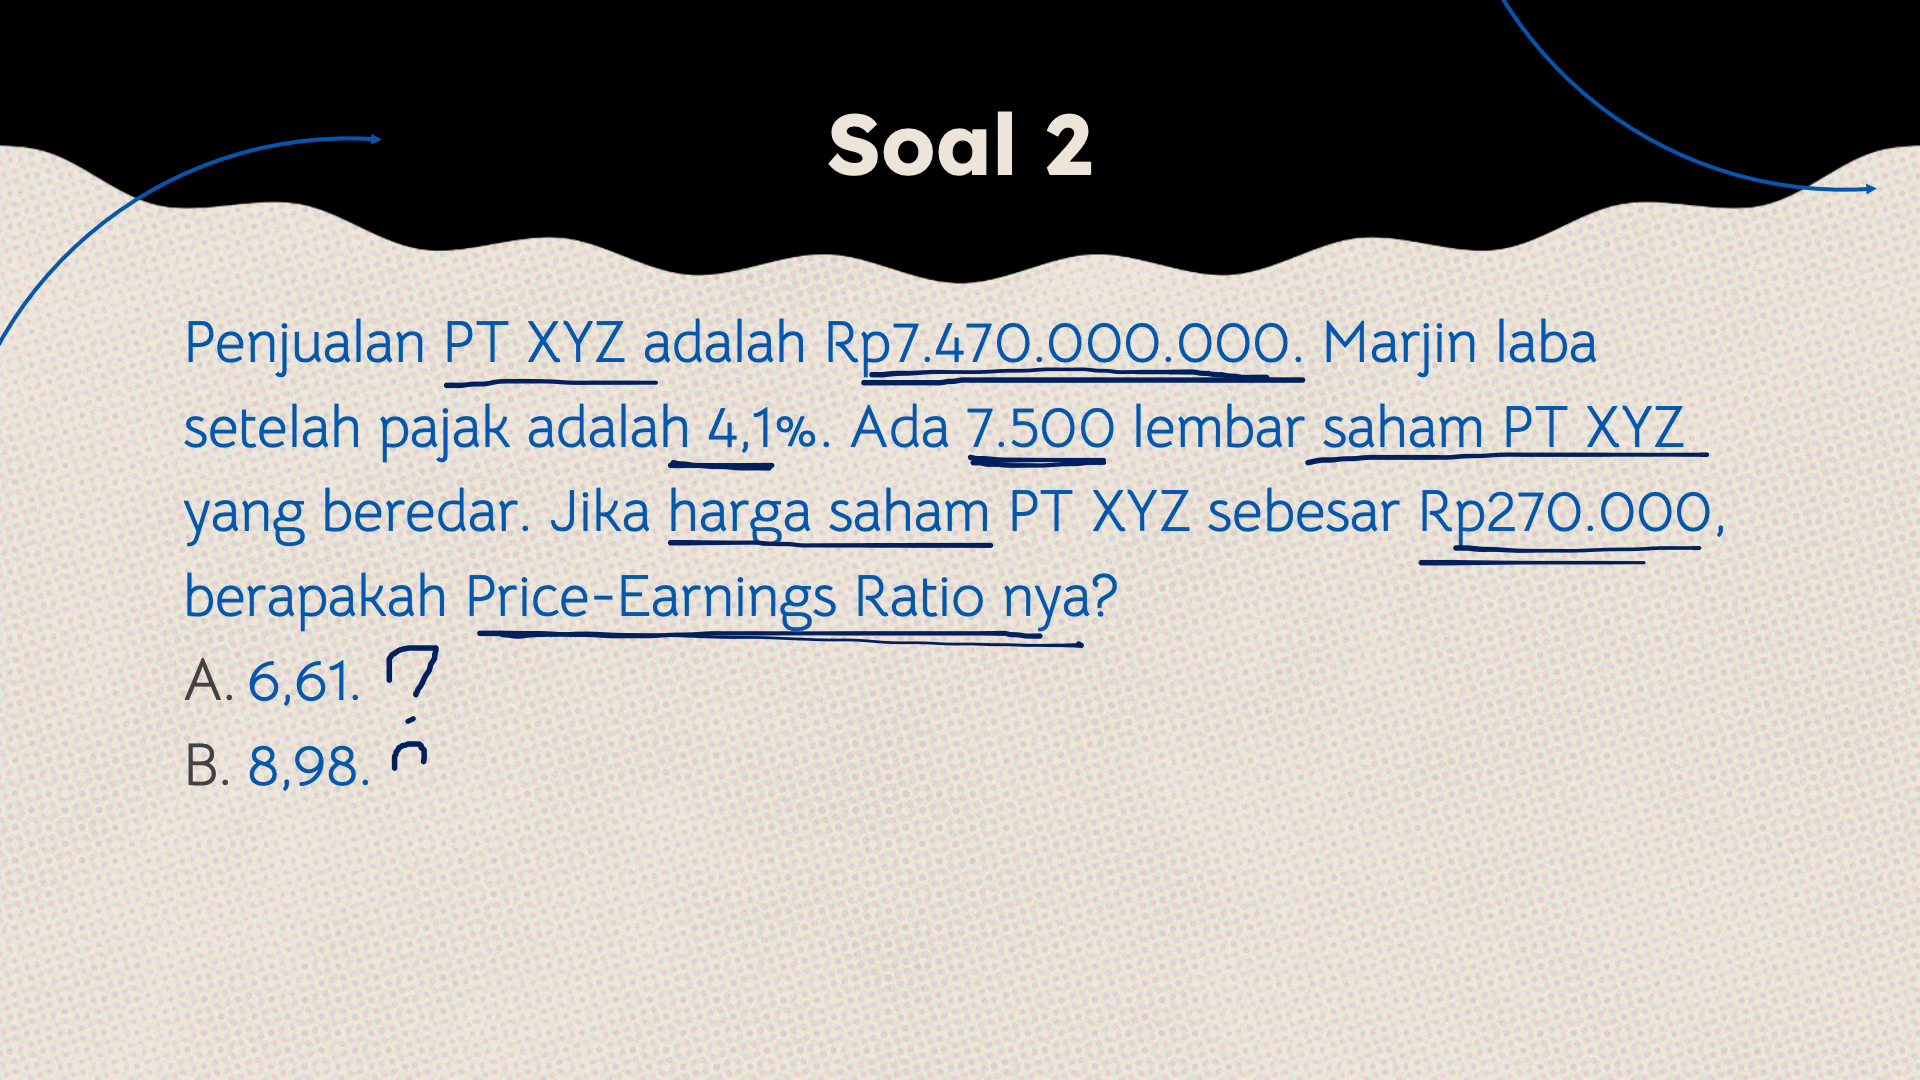 Soal 2
Penjualan PT XYZ adalah Rp7.470.000.000. Marjin laba
setelah pajak adalah 4,1%. Ada 7.500 lembar saham PT XYZ
yang beredar. Jika harga saham PT XYZ sebesar Rp270.000,
berapakah Price-Earnings Ratio nya?
A. 6,61. ?
B. 8,98.